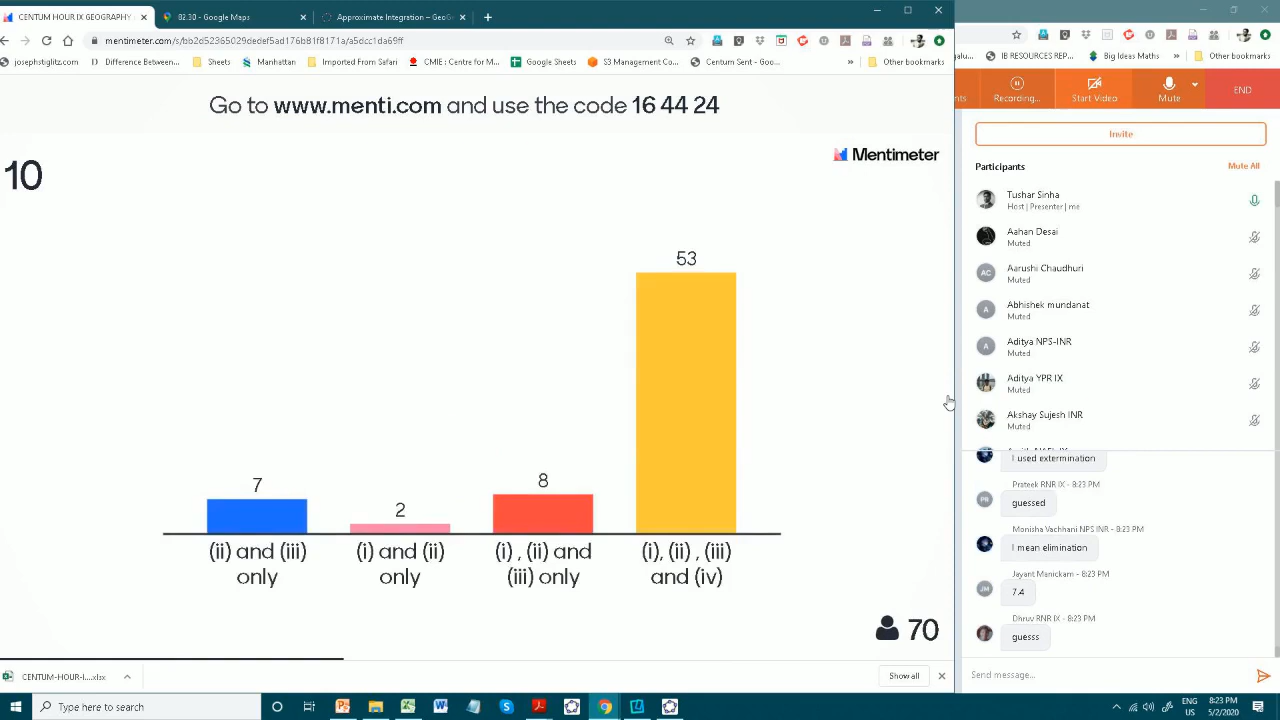 CENTUM HOUR IX GEOGRAPHY
82.30 - Google Maps
Approximate Integration – GeoG
mentimeter.com/s/bb2d52365029dc6ef5ad176b81f8171a/a5dcc1da69ff
josephstiglitz.com
Difference Between...
Sheets
Manhattan
Imported From Safari
CMIE : Centre for M...
Google Sheets
S3 Management Co...
Centum Sent - Goo...
»
Other bookmarks
IB RESOURCES REP...
Big Ideas Maths
»
Other bookmarks
Go to www.menti.com and use the code 16 44 24
Mentimeter
10
7
2
8
53
(ii) and (iii) only
(i) and (ii) only
(i) , (ii) and (iii) only
(i), (ii) , (iii) and (iv)
70
Recording...
Start Video
Mute
END
Invite
Participants
Mute All
Tushar Sinha
Host | Presenter | me
Aahan Desai
Muted
AC
Aarushi Chaudhuri
Muted
A
Abhishek mundanat
Muted
A
Aditya NPS-INR
Muted
Aditya YPR IX
Muted
Akshay Sujesh INR
Muted
I used extermination
PR
Prateek RNR IX - 8:23 PM
guessed
Monisha Vachhani NPS INR - 8:23 PM
I mean elimination
JM
Jayant Manickam - 8:23 PM
7.4
Dhruv RNR IX - 8:23 PM
guesss
Send message...
CENTUM-HOUR-I....xlsx
Show all
Type here to search
ENG
US
8:23 PM
5/2/2020